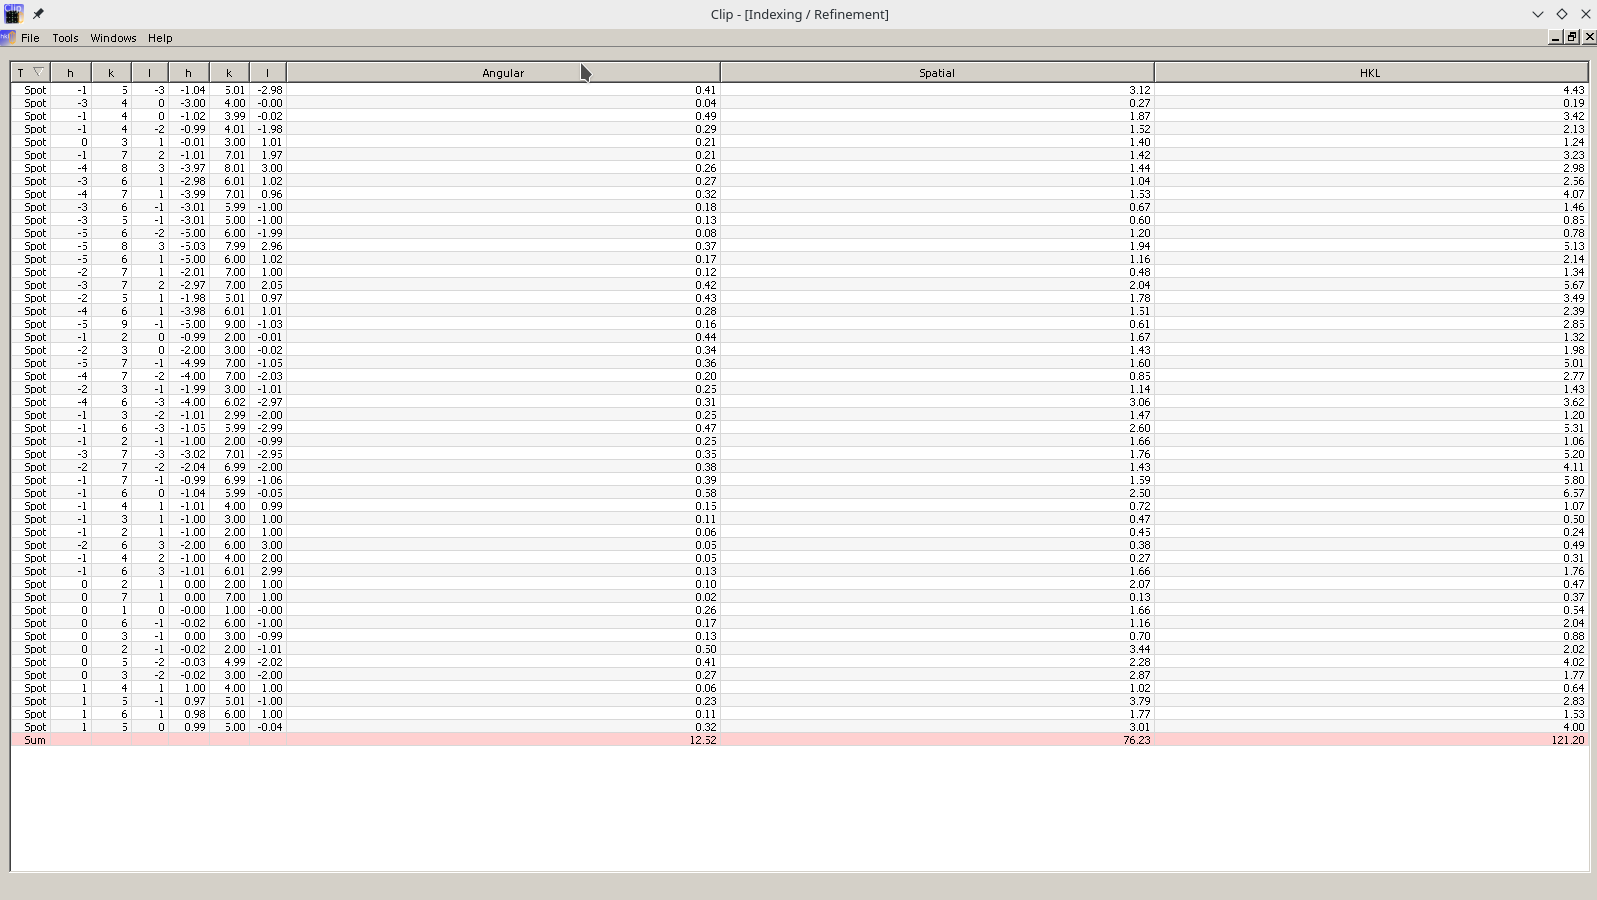 Clip - [Indexing / Refinement]
File Tools Windows Help
T h k l h k l Angular Spatial HKL
Spot -1 5 -3 -1.04 5.01 -2.98 0.41 3.12 4.43
Spot -3 4 0 -3.00 4.00 -0.00 0.04 0.27 0.19
Spot -1 4 0 -1.02 3.99 -0.02 0.49 1.87 3.42
Spot -1 4 -2 -0.99 4.01 -1.98 0.29 1.52 2.13
Spot 0 3 1 -0.01 3.00 1.01 0.21 1.40 1.24
Spot -1 7 2 -1.01 7.01 1.97 0.21 1.42 3.23
Spot -4 8 3 -3.97 8.01 3.00 0.26 1.44 2.98
Spot -3 6 1 -2.98 6.01 1.02 0.27 1.04 2.56
Spot -4 7 1 -3.99 7.01 0.96 0.32 1.53 4.07
Spot -3 6 -1 -3.01 5.99 -1.00 0.18 0.67 1.46
Spot -3 5 -1 -3.01 5.00 -1.00 0.13 0.60 0.85
Spot -5 6 -2 -5.00 6.00 -1.99 0.08 1.20 0.78
Spot -5 8 3 -5.03 7.99 2.96 0.37 1.94 5.13
Spot -5 6 1 -5.00 6.00 1.02 0.17 1.16 2.14
Spot -2 7 1 -2.01 7.00 1.00 0.12 0.48 1.34
Spot -3 7 2 -2.97 7.00 2.05 0.42 2.04 5.67
Spot -2 5 1 -1.98 5.01 0.97 0.43 1.78 3.49
Spot -4 6 1 -3.98 6.01 1.01 0.28 1.51 2.39
Spot -5 9 -1 -5.00 9.00 -1.03 0.16 0.61 2.85
Spot -1 2 0 -0.99 2.00 -0.01 0.44 1.67 1.32
Spot -2 3 0 -2.00 3.00 -0.02 0.34 1.43 1.98
Spot -5 7 -1 -4.99 7.00 -1.05 0.36 1.60 5.01
Spot -4 7 -2 -4.00 7.00 -2.03 0.20 0.85 2.77
Spot -2 3 -1 -1.99 3.00 -1.01 0.25 1.14 1.43
Spot -4 6 -3 -4.00 6.02 -2.97 0.31 3.06 3.62
Spot -1 3 -2 -1.01 2.99 -2.00 0.25 1.47 1.20
Spot -1 6 -3 -1.05 5.99 -2.99 0.47 2.60 5.31
Spot -1 2 -1 -1.00 2.00 -0.99 0.25 1.66 1.06
Spot -3 7 -3 -3.02 7.01 -2.95 0.35 1.76 5.20
Spot -2 7 -2 -2.04 6.99 -2.00 0.38 1.43 4.11
Spot -1 7 -1 -0.99 6.99 -1.06 0.39 1.59 5.80
Spot -1 6 0 -1.04 5.99 -0.05 0.58 2.50 6.57
Spot -1 4 1 -1.01 4.00 0.99 0.15 0.72 1.07
Spot -1 3 1 -1.00 3.00 1.00 0.11 0.47 0.50
Spot -1 2 1 -1.00 2.00 1.00 0.06 0.45 0.24
Spot -2 6 3 -2.00 6.00 3.00 0.05 0.38 0.49
Spot -1 4 2 -1.00 4.00 2.00 0.05 0.27 0.31
Spot -1 6 3 -1.01 6.01 2.99 0.13 1.66 1.76
Spot 0 2 1 0.00 2.00 1.00 0.10 2.07 0.47
Spot 0 7 1 0.00 7.00 1.00 0.02 0.13 0.37
Spot 0 1 0 -0.00 1.00 -0.00 0.26 1.66 0.54
Spot 0 6 -1 -0.02 6.00 -1.00 0.17 1.16 2.04
Spot 0 3 -1 0.00 3.00 -0.99 0.13 0.70 0.88
Spot 0 2 -1 -0.02 2.00 -1.01 0.50 3.44 2.02
Spot 0 5 -2 -0.03 4.99 -2.02 0.41 2.28 4.02
Spot 0 3 -2 -0.02 3.00 -2.00 0.27 2.87 1.77
Spot 1 4 1 1.00 4.00 1.00 0.06 1.02 0.64
Spot 1 5 -1 0.97 5.01 -1.00 0.23 3.79 2.83
Spot 1 6 1 0.98 6.00 1.00 0.11 1.77 1.53
Spot 1 5 0 0.99 5.00 -0.04 0.32 3.01 4.00
Sum 12.52 76.23 121.20